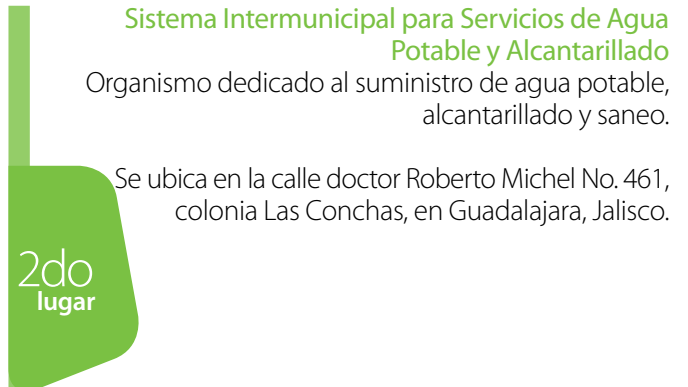 Sistema Intermunicipal para Servicios de Agua
Potable y Alcantarillado
Organismo dedicado al suministro de agua potable,
alcantarillado y saneo.
Se ubica en la calle doctor Roberto Michel No. 461,
colonia Las Conchas, en Guadalajara, Jalisco.
2do
lugar